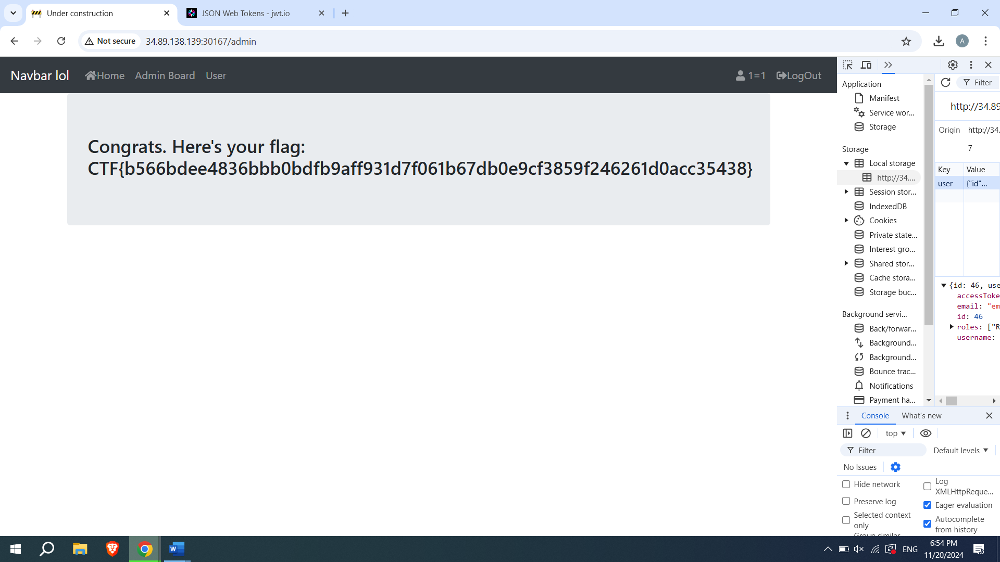 Under construction
JSON Web Tokens - jwt.io
Not secure
34.89.138.139:30167/admin
A
Navbar lol
Home
Admin Board
User
1=1
LogOut
Congrats. Here's your flag:
CTF{b566bdee4836bbb0bdfb9aff931d7f061b67db0e9cf3859f246261d0acc35438}
Application
Manifest
Service wor...
Storage
Storage
Local storage
http://34....
Session stor...
IndexedDB
Cookies
Private state...
Interest gro...
Shared stor...
Cache stora...
Storage buc...
Background servi...
Back/forwar...
Background...
Background...
Bounce trac...
Notifications
Payment ha...
Filter
http://34.89
Origin http://34.
7
Key Value
user {"id"...
{id: 46, use
accessToke
email: "em
id: 46
roles: ["R
username:
Console What's new
top
Filter
Default levels
No Issues
Hide network
Log
XMLHttpReque...
Preserve log
Eager evaluation
Selected context
only
Autocomplete
from history
Group similar
ENG
6:54 PM
11/20/2024